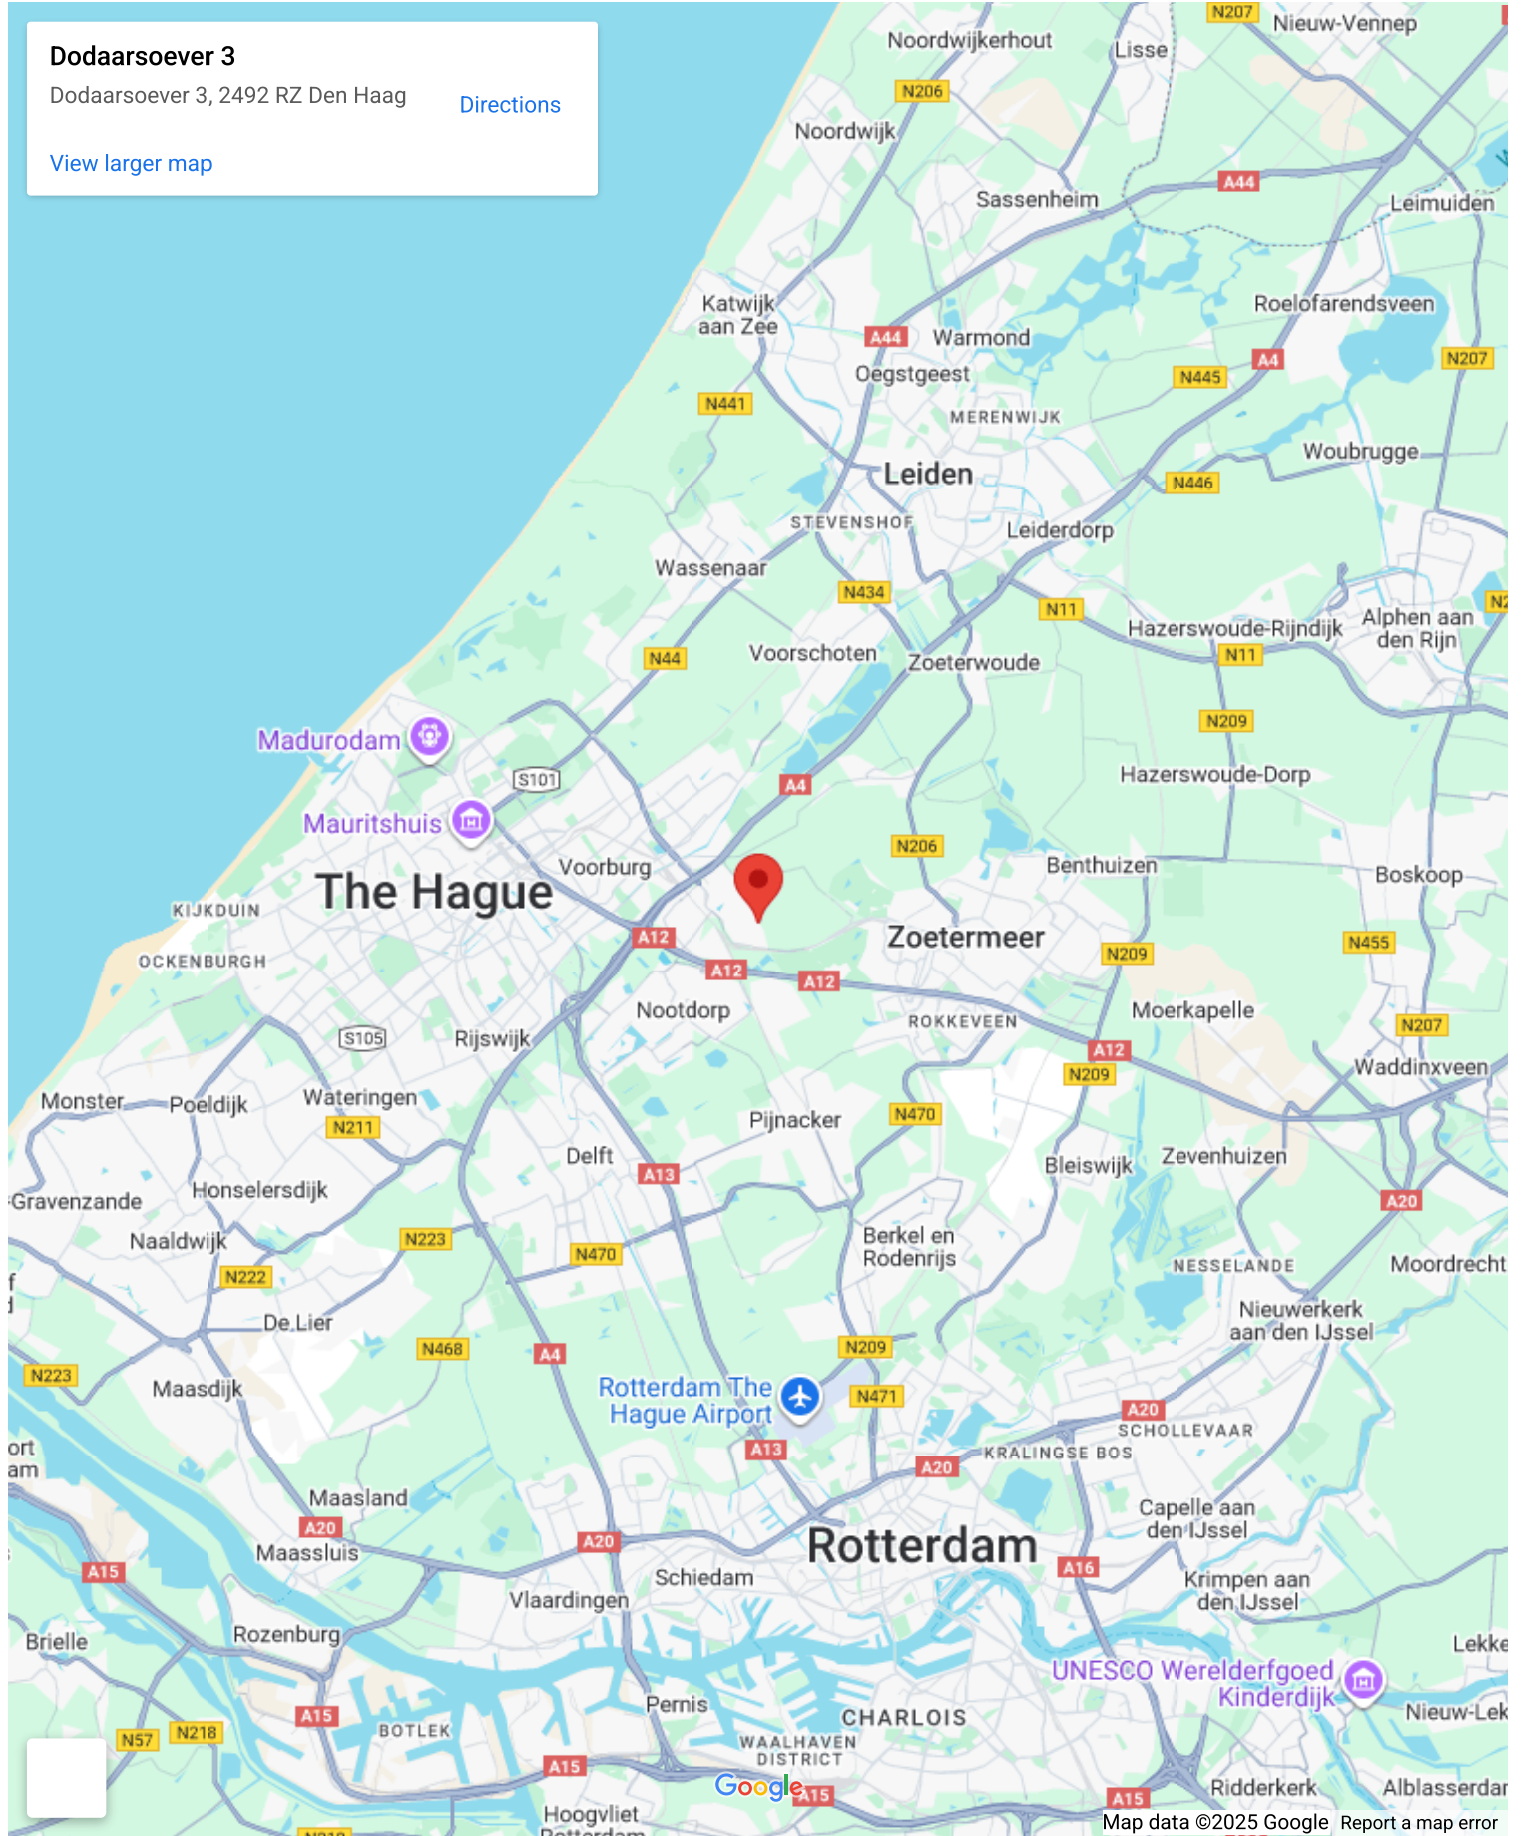 Dodaarsoever 3
Dodaarsoever 3, 2492 RZ Den Haag
Directions
View larger map
N207
Nieuw-Vennep
Noordwijkerhout
Lisse
N206
Noordwijk
A44
Sassenheim
Leimuiden
Katwijk
aan Zee
Roelofarendsveen
A44
Warmond
A4
N207
Oegstgeest
N445
N441
MERENWIJK
Woubrugge
Leiden
N446
STEVENSHOF
Leiderdorp
Wassenaar
N434
N11
Hazerswoude-Rijndijk
Alphen aan
den Rijn
N44
Voorschoten
Zoeterwoude
N11
N209
Madurodam
S101
A4
Hazerswoude-Dorp
Mauritshuis
N206
Voorburg
Benthuizen
Boskoop
The Hague
KIJKDUIN
A12
Zoetermeer
N455
OCKENBURGH
A12
A12
N209
Nootdorp
ROKKEVEEN
Moerkapelle
N207
S105
Rijswijk
A12
Waddinxveen
N209
Monster
Poeldijk
Wateringen
N211
Pijnacker
N470
Delft
A13
Bleiswijk
Zevenhuizen
-Gravenzande
Honselersdijk
A20
Naaldwijk
N223
N470
Berkel en
Rodenrijs
N222
NESSELANDE
Moordrecht
De Lier
Nieuwerkerk
aan den IJssel
N468
A4
N209
N223
Maasdijk
Rotterdam The
Hague Airport
N471
A20
SCHOLLEVAAR
ort
am
A13
KRALINGSE BOS
A20
Maasland
A20
Maassluis
A20
Capelle aan
den IJssel
Rotterdam
A15
Schiedam
A16
Vlaardingen
Krimpen aan
den IJssel
Brielle
Rozenburg
Lekke
UNESCO Werelderfgoed
Kinderdijk
Pernis
A15
BOTLEK
CHARLOIS
Nieuw-Lek
N57
N218
WAALHAVEN
DISTRICT
A15
Google
A15
A15
Ridderkerk
Alblasserdar
Hoogvliet
Rotterdam
Map data ©2025 Google
Report a map error